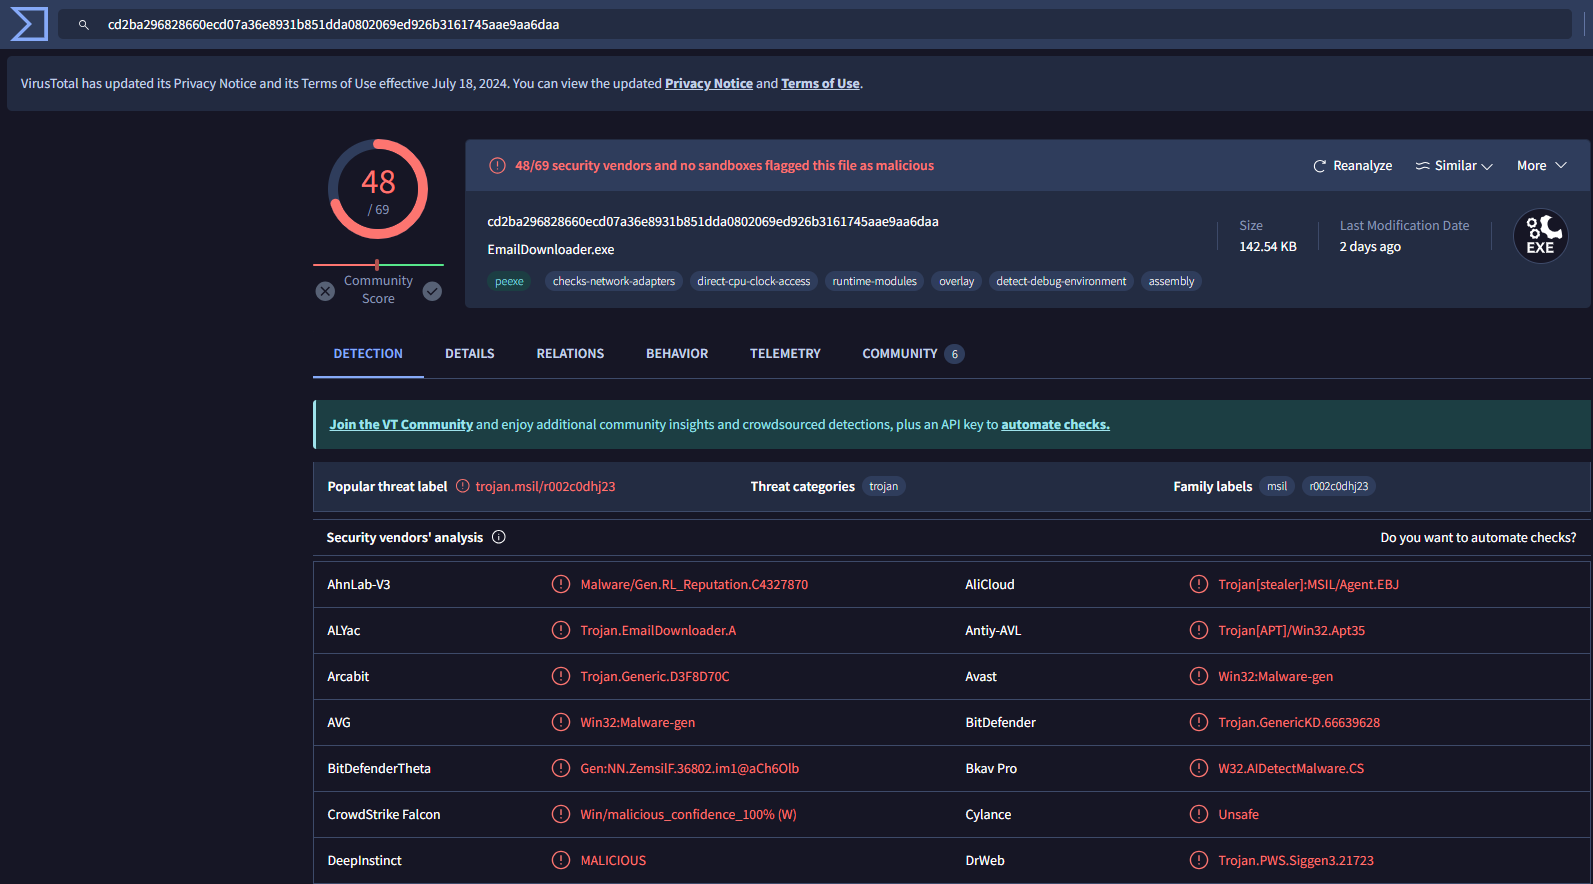 cd2ba296828660ecd07a36e8931b851dda0802069ed926b3161745aae9aa6daa
VirusTotal has updated its Privacy Notice and its Terms of Use effective July 18, 2024. You can view the updated Privacy Notice and Terms of Use.
48
/ 69
Community
Score
48/69 security vendors and no sandboxes flagged this file as malicious
Reanalyze Similar More
cd2ba296828660ecd07a36e8931b851dda0802069ed926b3161745aae9aa6daa
EmailDownloader.exe
peexe checks-network-adapters direct-cpu-clock-access runtime-modules overlay detect-debug-environment assembly
Size
142.54 KB
Last Modification Date
2 days ago
EXE
DETECTION DETAILS RELATIONS BEHAVIOR TELEMETRY COMMUNITY 6
Join the VT Community and enjoy additional community insights and crowdsourced detections, plus an API key to automate checks.
Popular threat label trojan.msil/r002c0dhj23 Threat categories trojan Family labels msil r002c0dhj23
Security vendors' analysis Do you want to automate checks?
AhnLab-V3 Malware/Gen.RL_Reputation.C4327870 AliCloud Trojan[stealer]:MSIL/Agent.EBJ
ALYac Trojan.EmailDownloader.A Antiy-AVL Trojan[APT]/Win32.Apt35
Arcabit Trojan.Generic.D3F8D70C Avast Win32:Malware-gen
AVG Win32:Malware-gen BitDefender Trojan.GenericKD.66639628
BitDefenderTheta Gen:NN.ZemsilF.36802.im1@aCh6Olb Bkav Pro W32.AIDetectMalware.CS
CrowdStrike Falcon Win/malicious_confidence_100% (W) Cylance Unsafe
DeepInstinct MALICIOUS DrWeb Trojan.PWS.Siggen3.21723